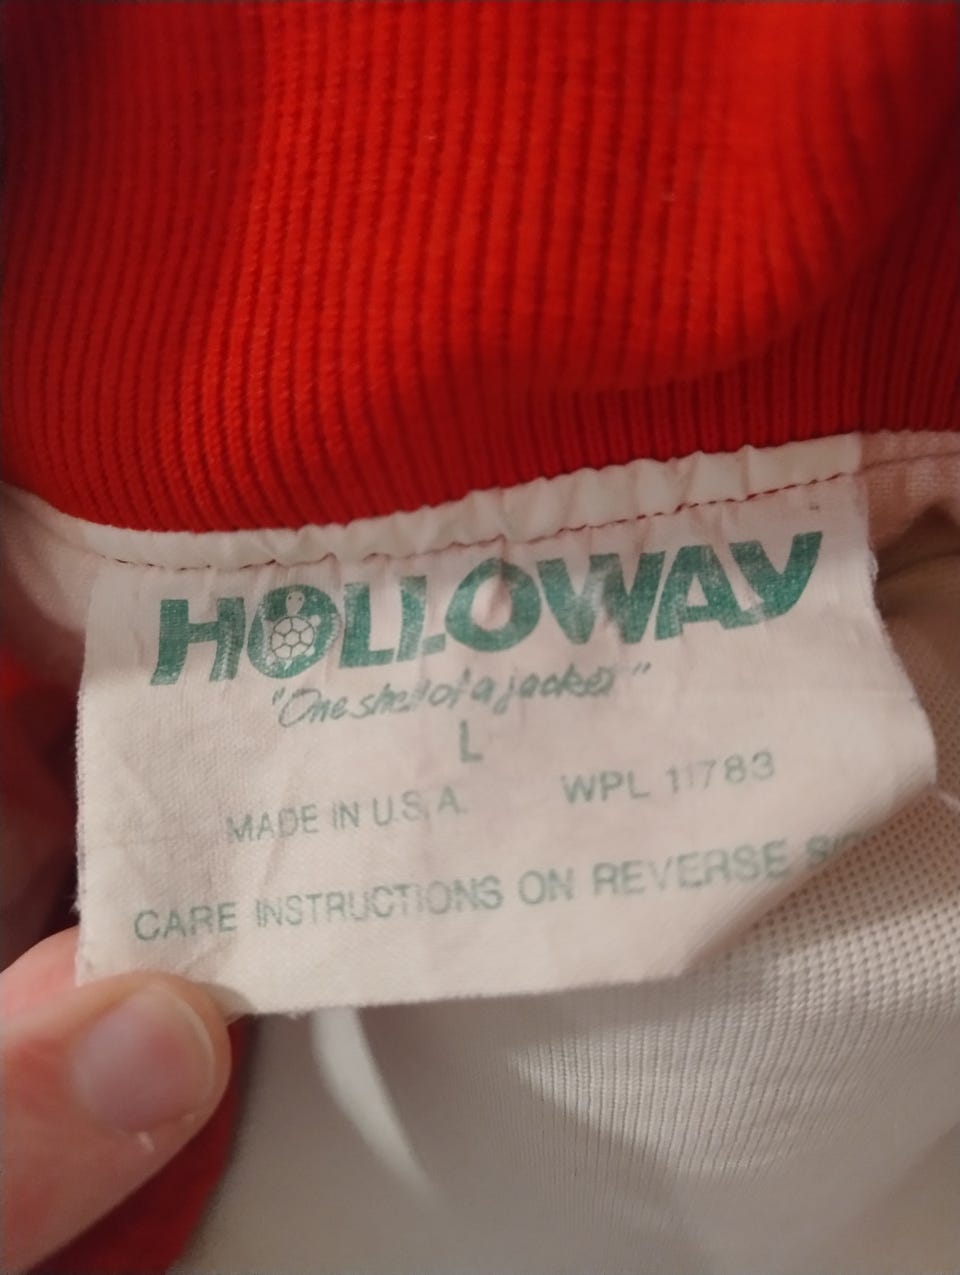 HOLLOWAY
"One shell of a jacket"
L
MADE IN U.S.A. WPL 11783
CARE INSTRUCTIONS ON REVERSE